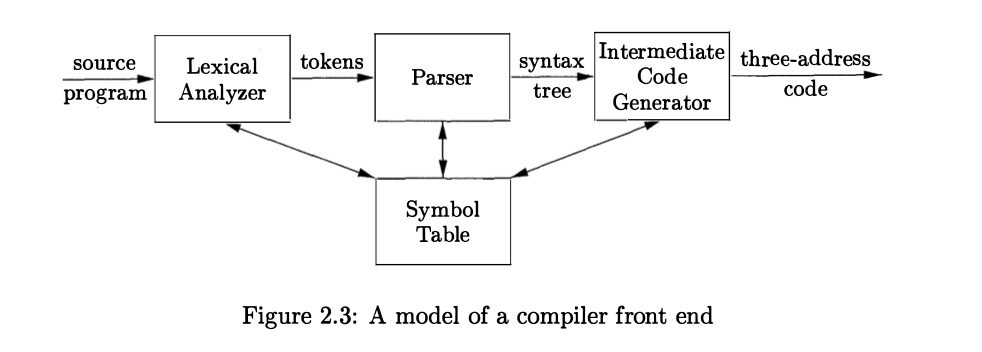 source
program
Lexical
Analyzer
tokens
Parser
syntax
tree
Intermediate
Code
Generator
three-address
code
Symbol
Table
Figure 2.3: A model of a compiler front end